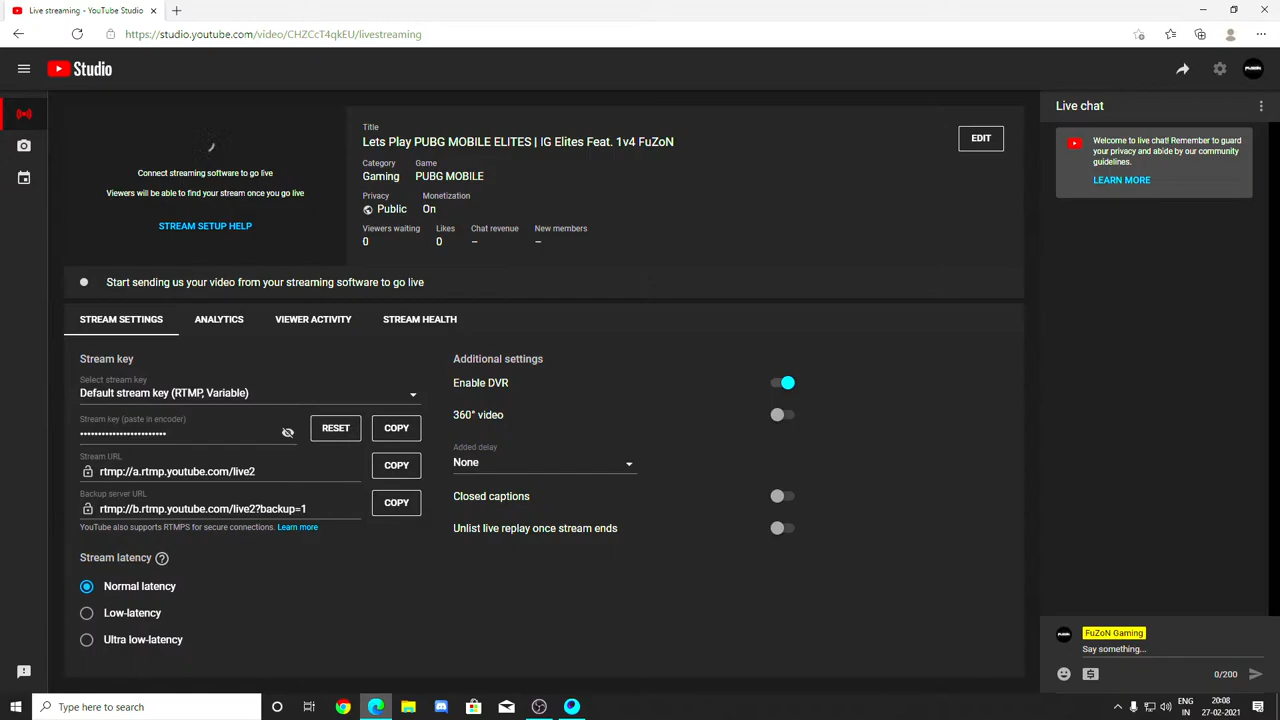 Live streaming - YouTube Studio
https://studio.youtube.com/video/CHZCcT4qkEU/livestreaming
Studio
Connect streaming software to go live
Viewers will be able to find your stream once you go live
STREAM SETUP HELP
Title
Lets Play PUBG MOBILE ELITES | IG Elites Feat. 1v4 FuZoN
EDIT
Category Game
Gaming PUBG MOBILE
Privacy Monetization
Public On
Viewers waiting Likes Chat revenue New members
0 0 – –
Start sending us your video from your streaming software to go live
STREAM SETTINGS ANALYTICS VIEWER ACTIVITY STREAM HEALTH
Stream key
Select stream key
Default stream key (RTMP, Variable)
Stream key (paste in encoder)
••••••••••••••••••••••••
RESET COPY
Stream URL
rtmp://a.rtmp.youtube.com/live2
COPY
Backup server URL
rtmp://b.rtmp.youtube.com/live2?backup=1
COPY
YouTube also supports RTMPS for secure connections. Learn more
Stream latency
Normal latency
Low-latency
Ultra low-latency
Additional settings
Enable DVR
360° video
Added delay
None
Closed captions
Unlist live replay once stream ends
Live chat
Welcome to live chat! Remember to guard
your privacy and abide by our community
guidelines.
LEARN MORE
FuZoN Gaming
Say something...
0/200
Type here to search
ENG
IN
20:08
27-02-2021